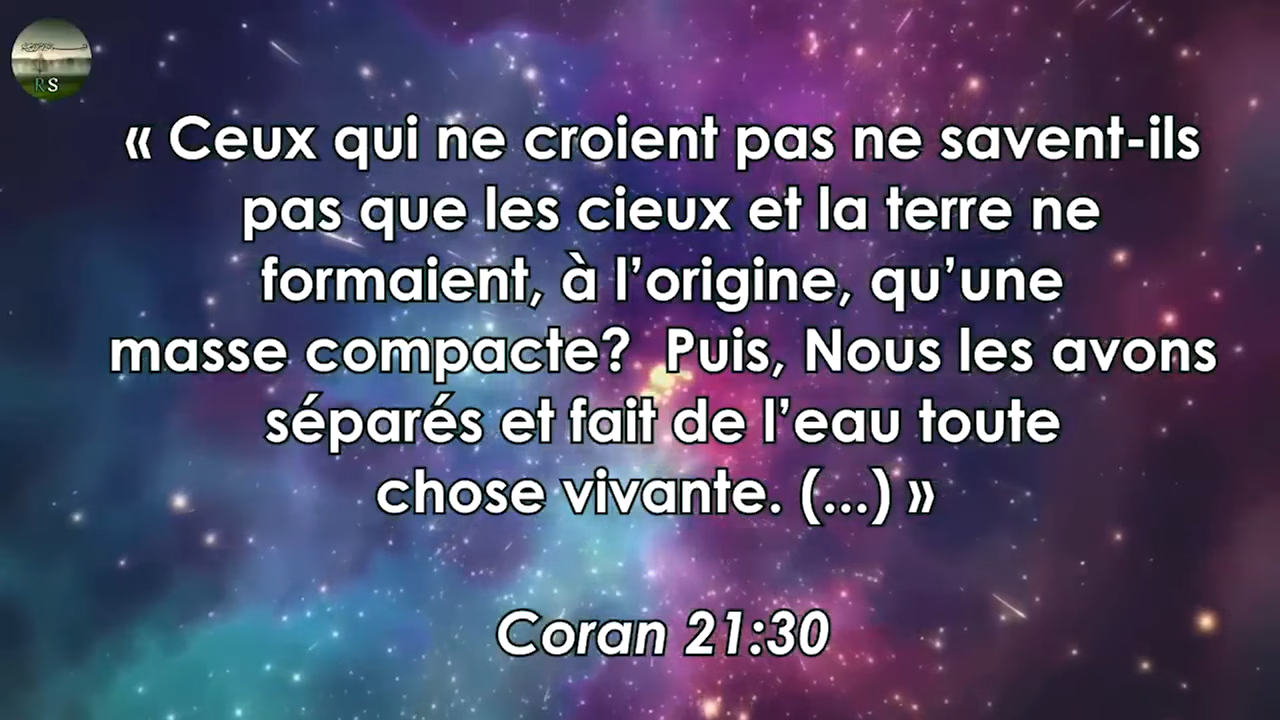 RS
« Ceux qui ne croient pas ne savent-ils
pas que les cieux et la terre ne
formaient, à l’origine, qu’une
masse compacte?  Puis, Nous les avons
séparés et fait de l’eau toute
chose vivante. (...) »
Coran 21:30